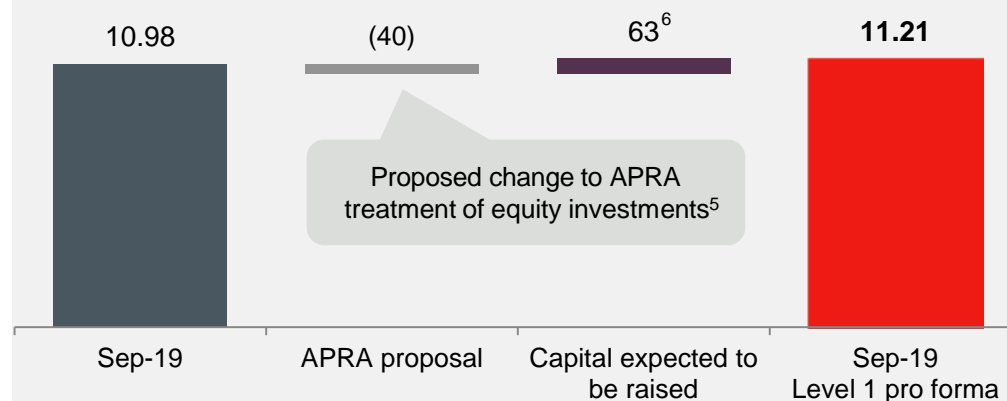 10.98
(40)
63⁶
11.21
Proposed change to APRA
treatment of equity investments⁵
Sep-19
APRA proposal
Capital expected to
be raised
Sep-19
Level 1 pro forma